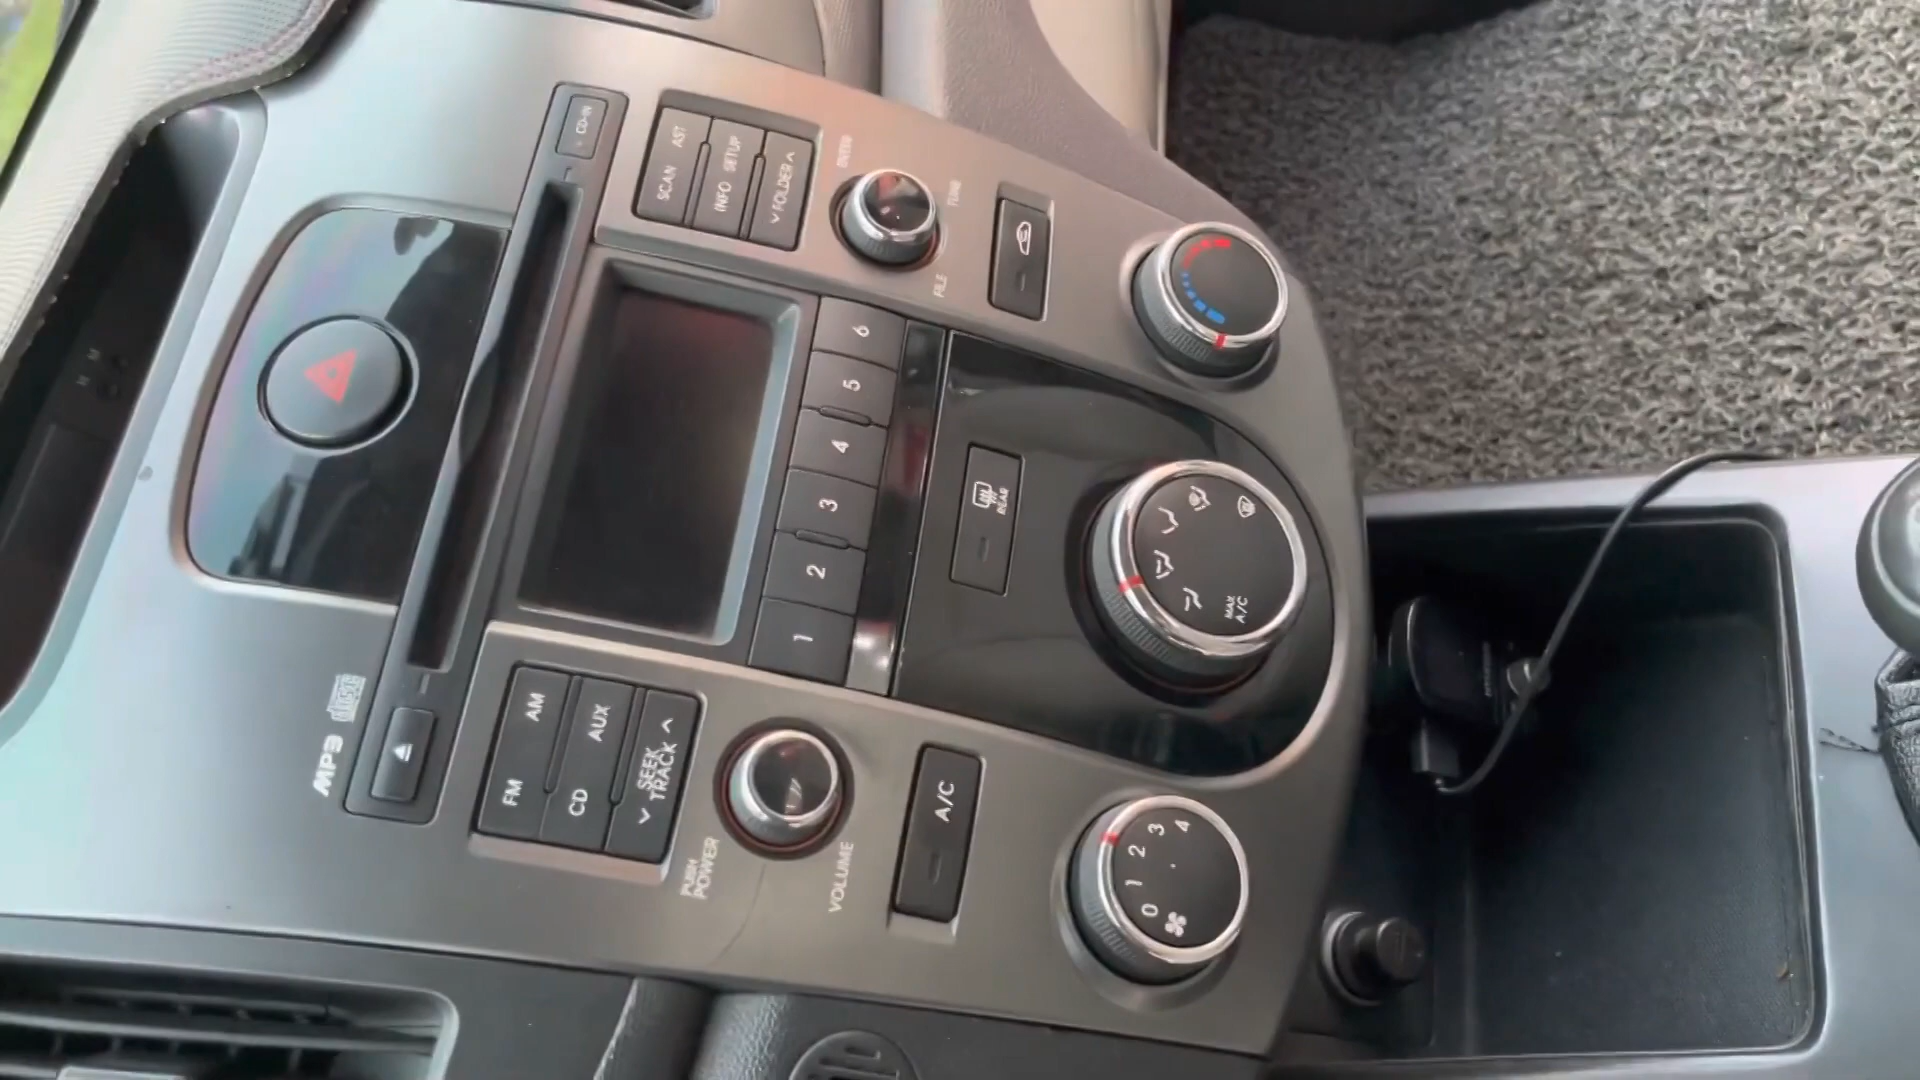 MP3
CD-IN
FM
AM
CD
AUX
SEEK
TRACK
SCAN
AST
INFO
SETUP
FOLDER
1
2
3
4
5
6
PUSH
POWER
VOLUME
ENTER
FILE
TUNE
A/C
REAR
0
1
2
3
4
MAX
A/C